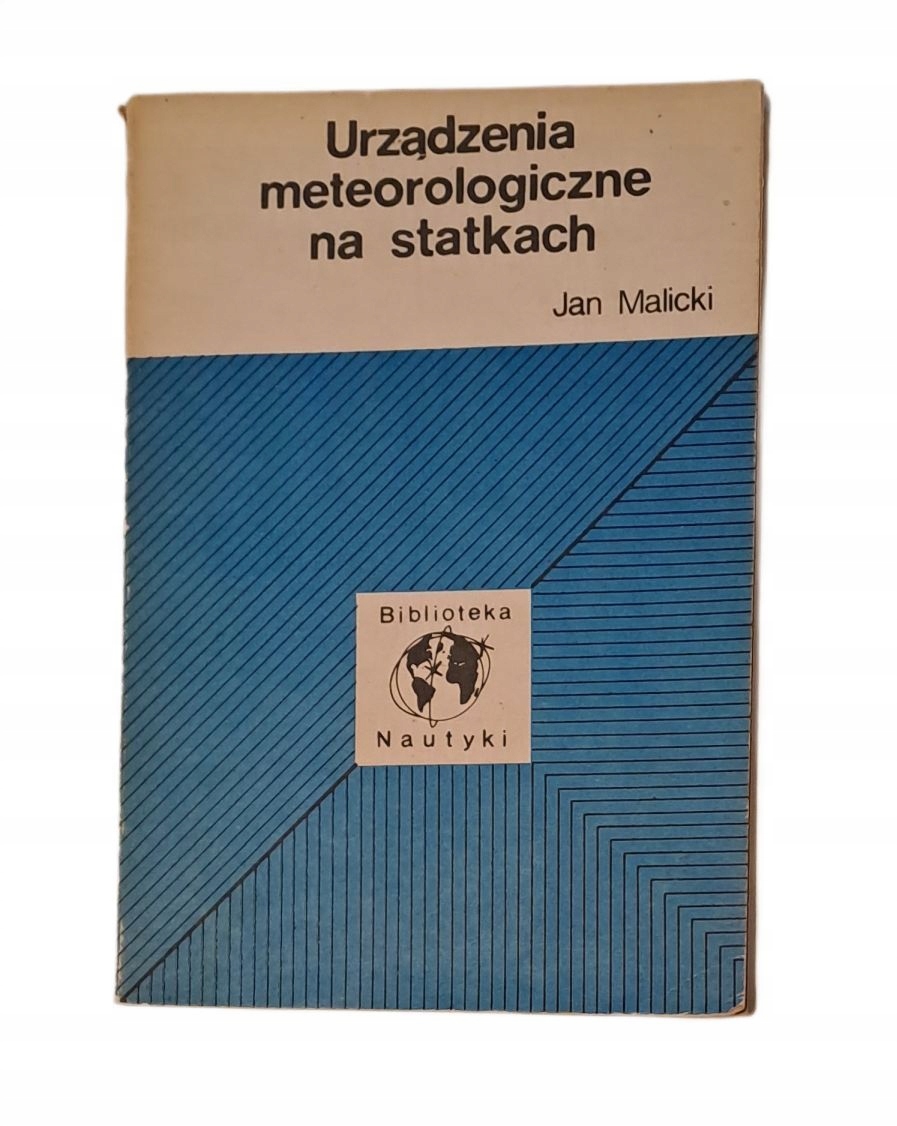 Urządzenia
meteorologiczne
na statkach
Jan Malicki
Biblioteka
Nautyki